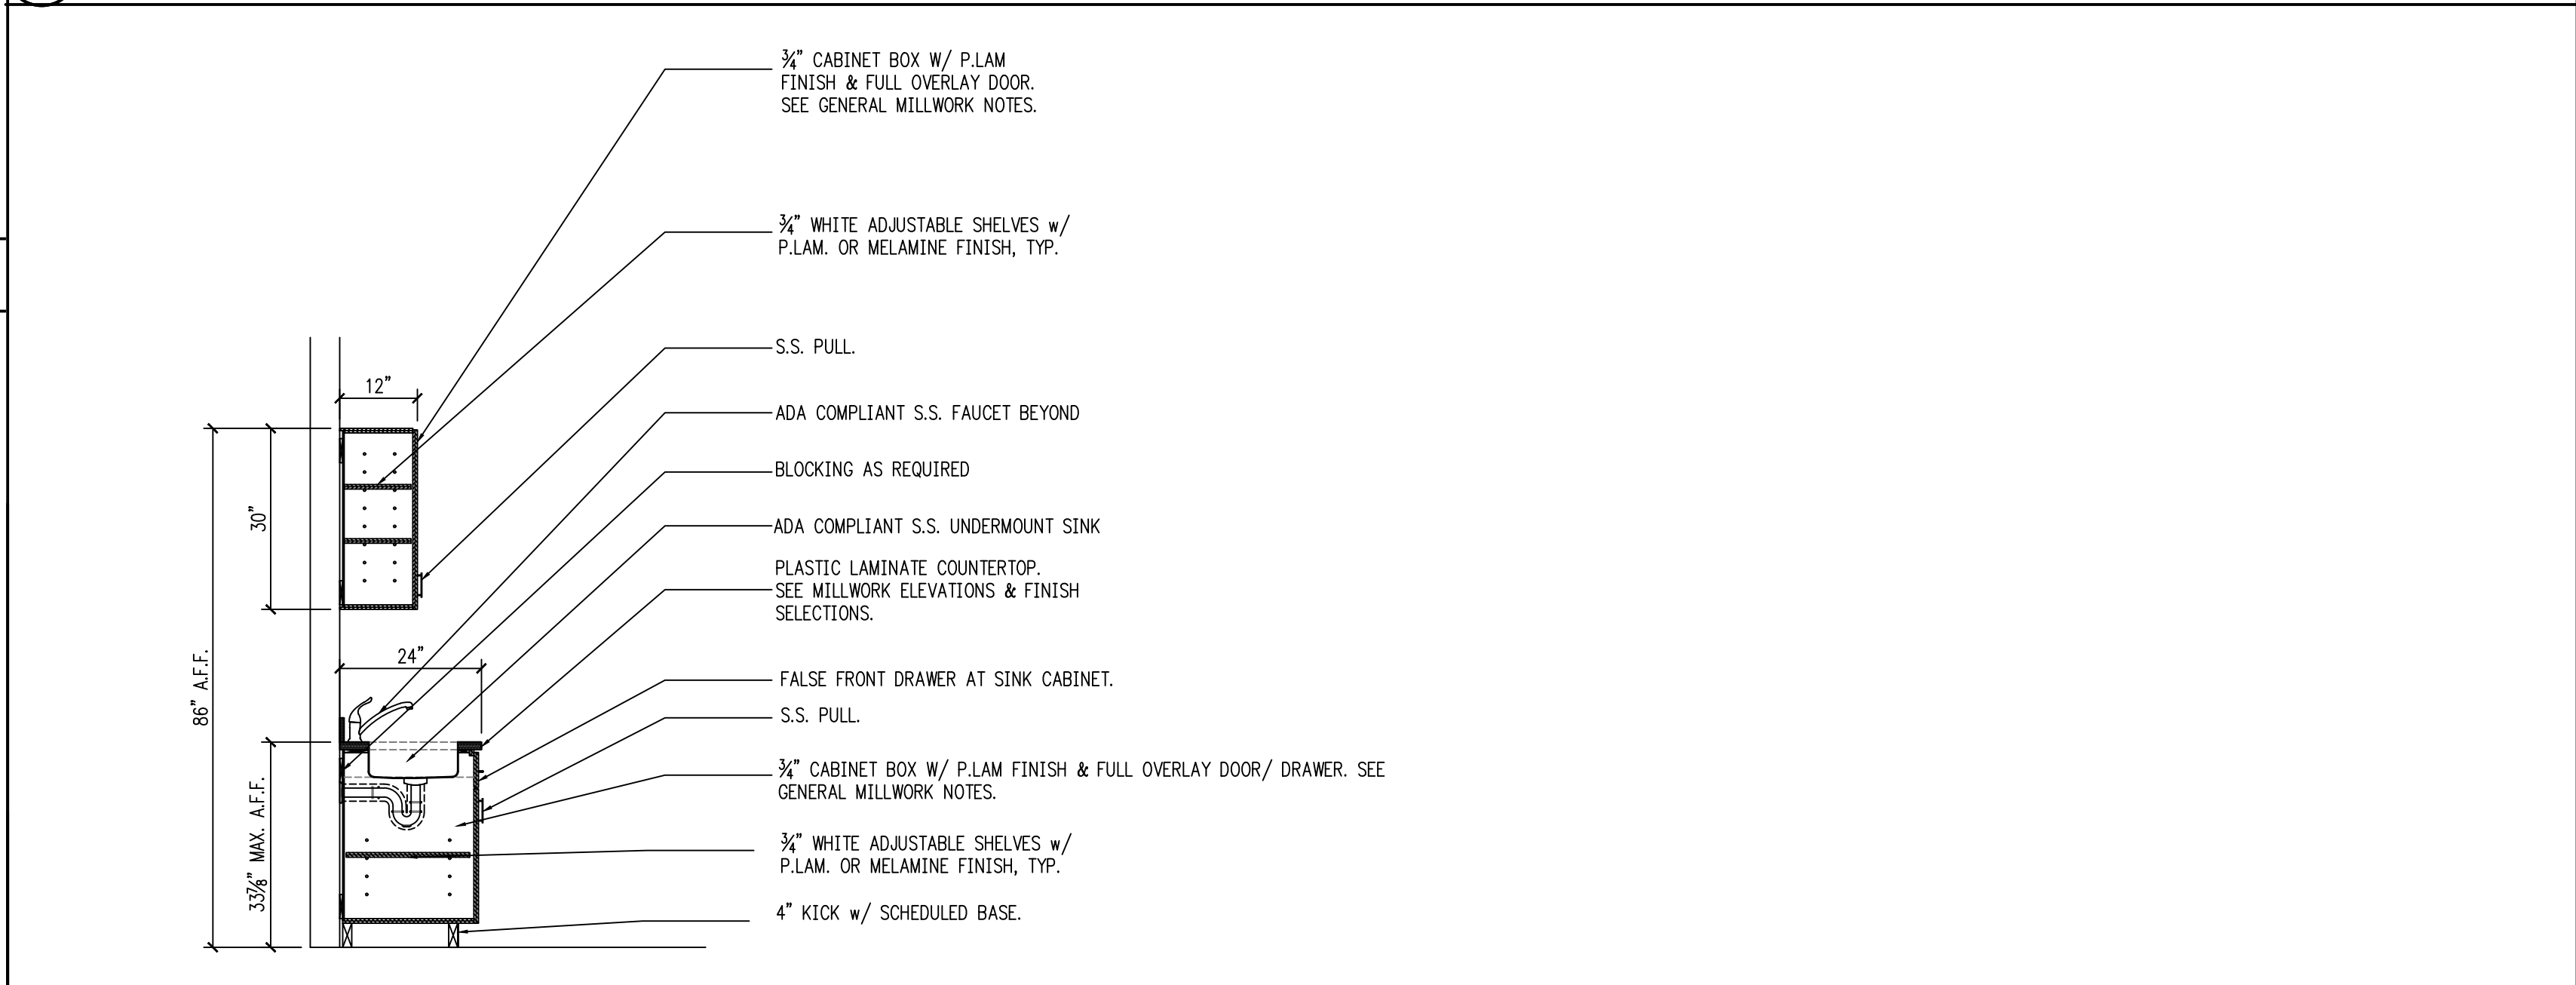 ¾" CABINET BOX W/ P.LAM
FINISH & FULL OVERLAY DOOR.
SEE GENERAL MILLWORK NOTES.
¾" WHITE ADJUSTABLE SHELVES w/
P.LAM. OR MELAMINE FINISH, TYP.
S.S. PULL.
12"
ADA COMPLIANT S.S. FAUCET BEYOND
BLOCKING AS REQUIRED
30"
ADA COMPLIANT S.S. UNDERMOUNT SINK
PLASTIC LAMINATE COUNTERTOP.
SEE MILLWORK ELEVATIONS & FINISH
SELECTIONS.
24"
86" A.F.F.
FALSE FRONT DRAWER AT SINK CABINET.
S.S. PULL.
¾" CABINET BOX W/ P.LAM FINISH & FULL OVERLAY DOOR/ DRAWER. SEE
GENERAL MILLWORK NOTES.
33⅞" MAX. A.F.F.
¾" WHITE ADJUSTABLE SHELVES w/
P.LAM. OR MELAMINE FINISH, TYP.
4" KICK w/ SCHEDULED BASE.